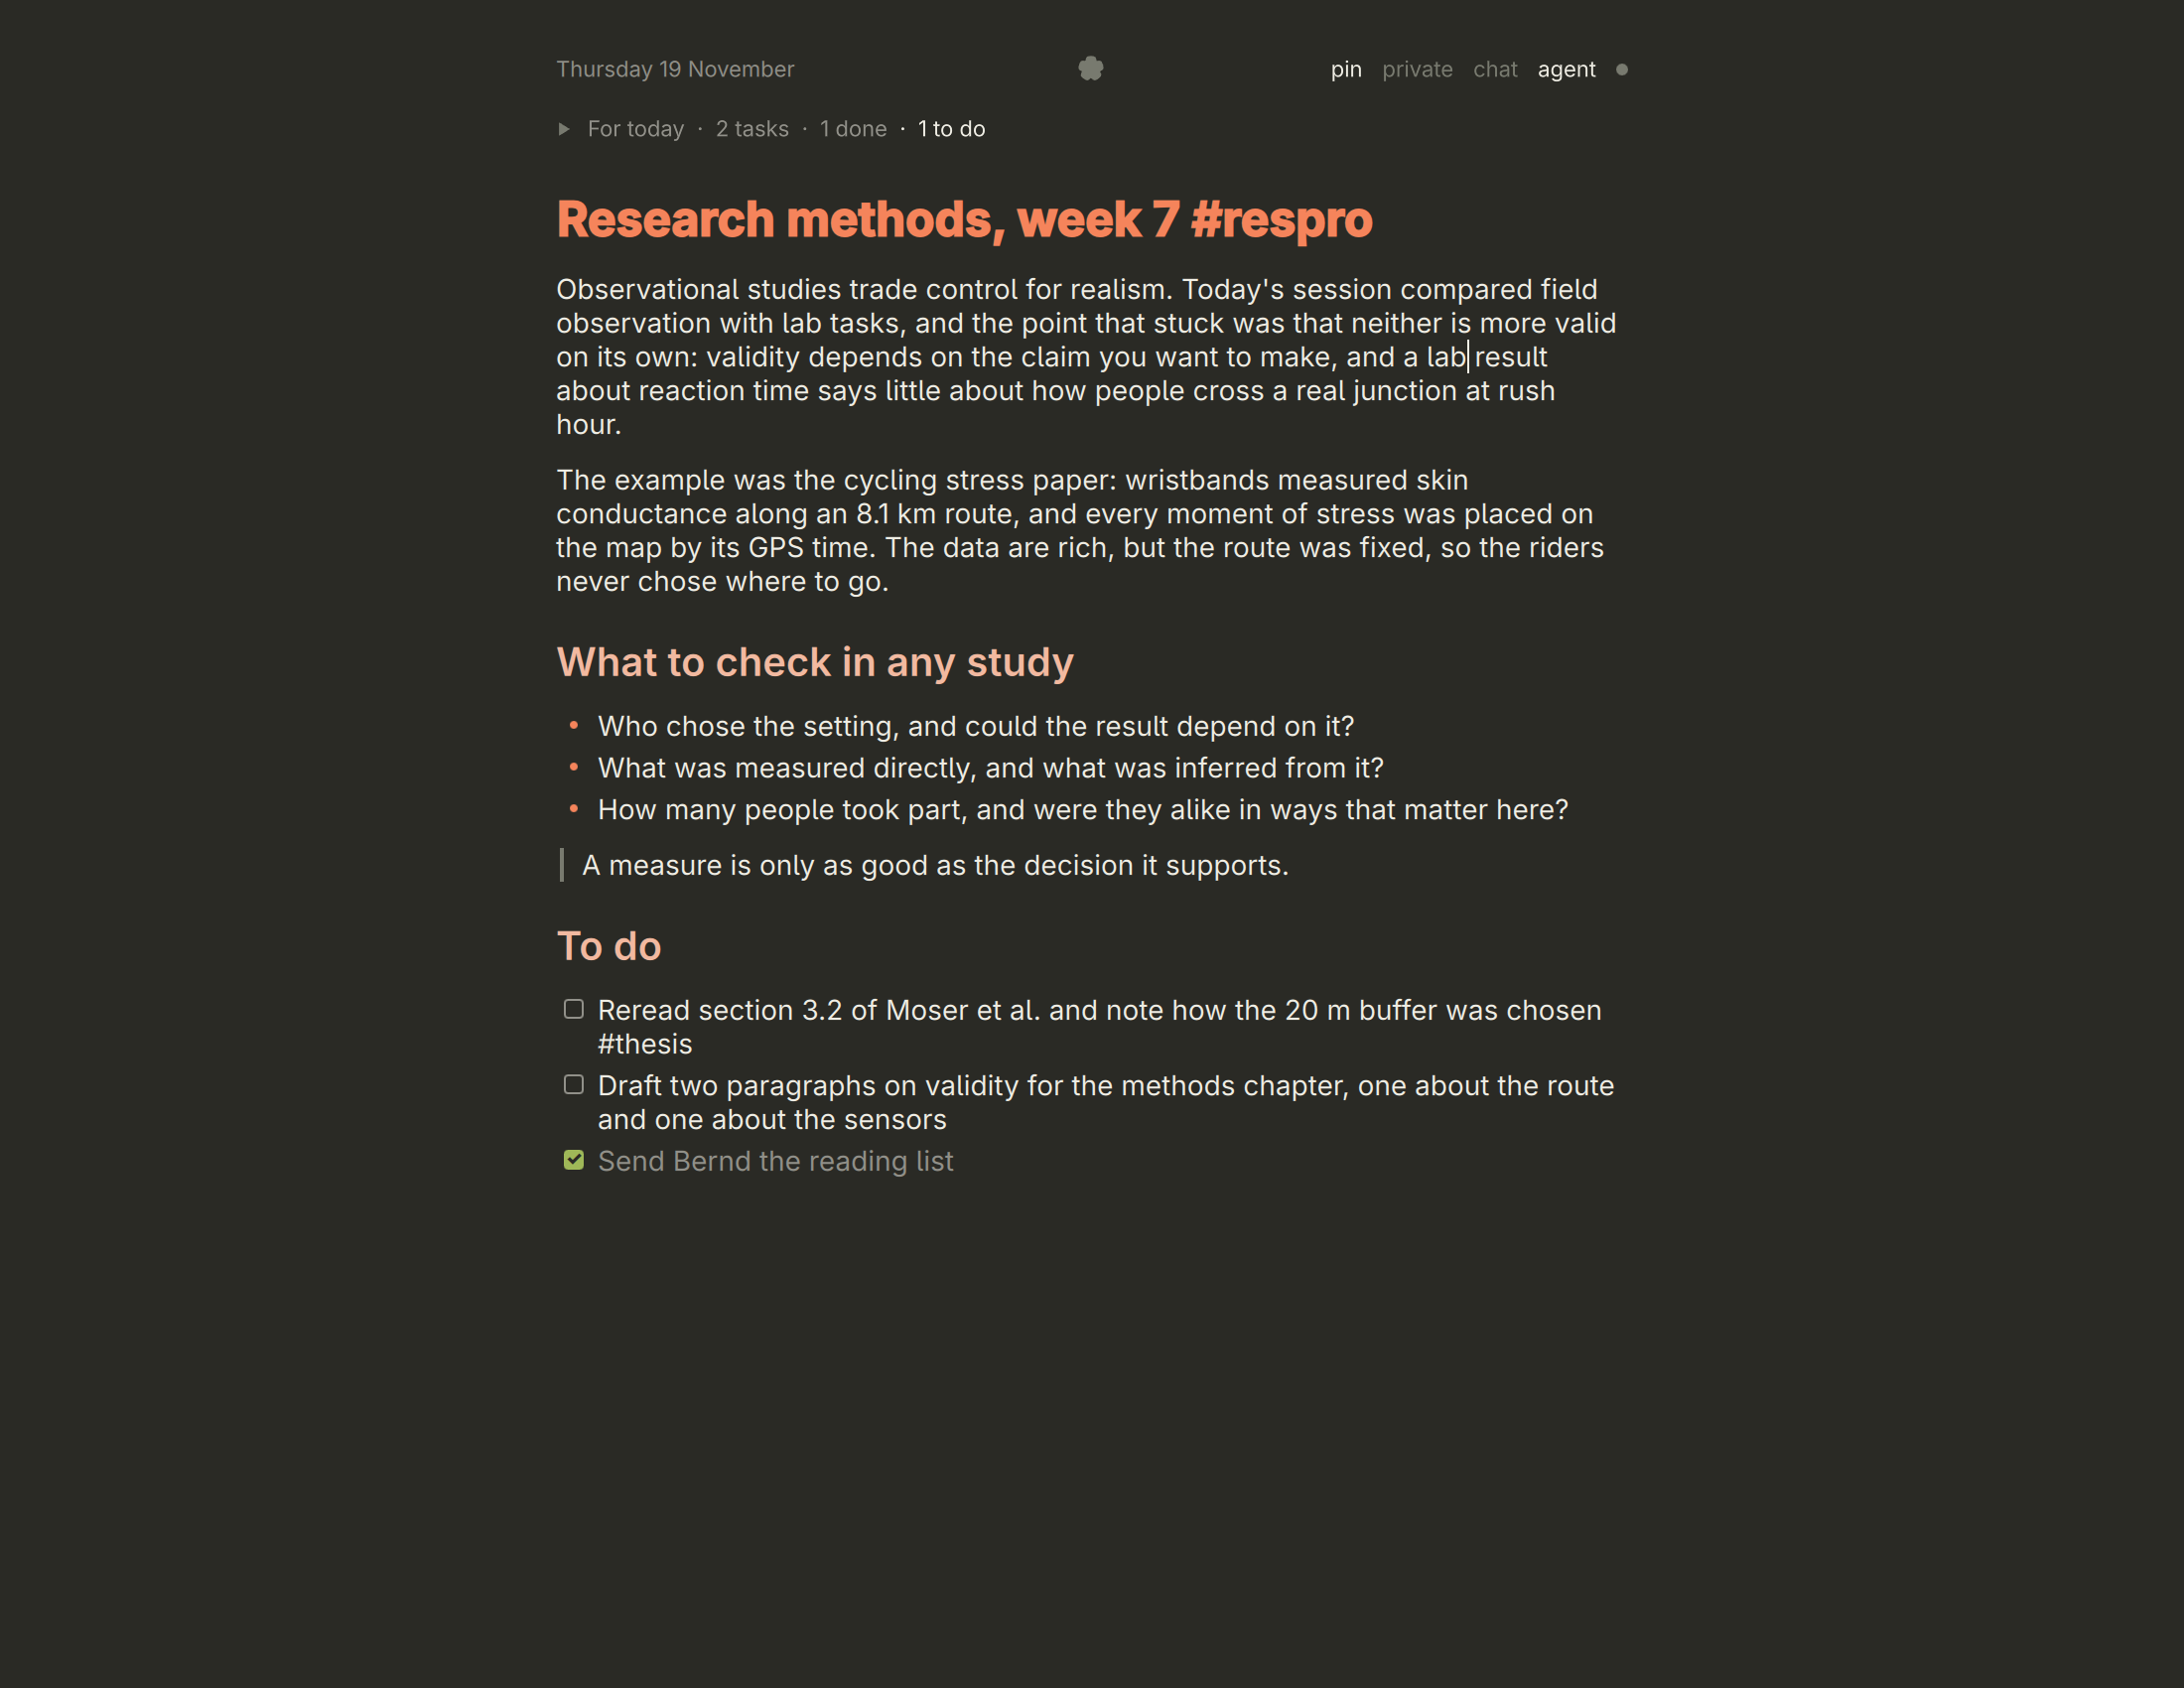 Thursday 19 November
pin private chat agent
For today · 2 tasks · 1 done · 1 to do
Research methods, week 7 #respro
Observational studies trade control for realism. Today's session compared field
observation with lab tasks, and the point that stuck was that neither is more valid
on its own: validity depends on the claim you want to make, and a lab result
about reaction time says little about how people cross a real junction at rush
hour.
The example was the cycling stress paper: wristbands measured skin
conductance along an 8.1 km route, and every moment of stress was placed on
the map by its GPS time. The data are rich, but the route was fixed, so the riders
never chose where to go.
What to check in any study
• Who chose the setting, and could the result depend on it?
• What was measured directly, and what was inferred from it?
• How many people took part, and were they alike in ways that matter here?
A measure is only as good as the decision it supports.
To do
Reread section 3.2 of Moser et al. and note how the 20 m buffer was chosen
#thesis
Draft two paragraphs on validity for the methods chapter, one about the route
and one about the sensors
Send Bernd the reading list